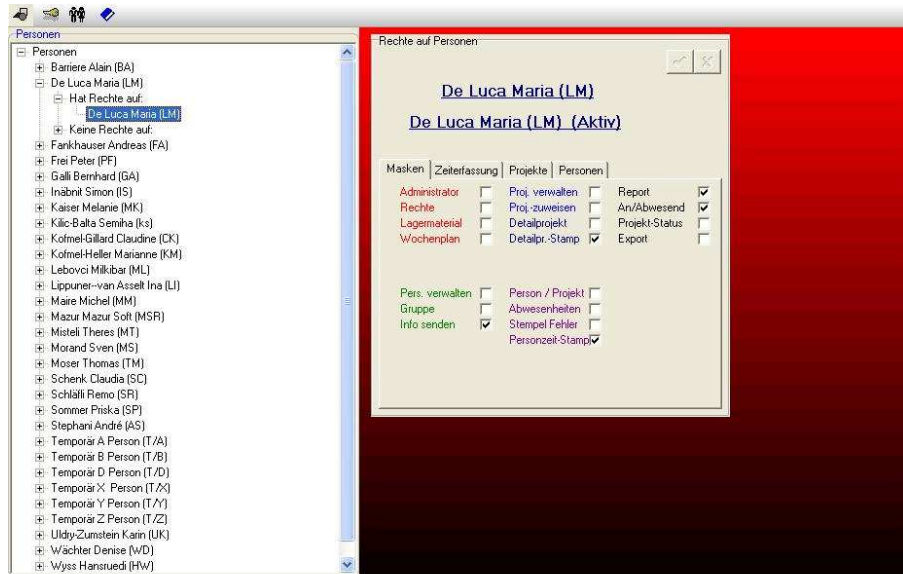 Personen
Personen
Barriere Alain (BA)
De Luca Maria (LM)
Hat Rechte auf:
De Luca Maria (LM)
Keine Rechte auf:
Fankhauser Andreas (FA)
Frei Peter (PF)
Galli Bernhard (GA)
Inäbnit Simon (IS)
Kaiser Melanie (MK)
Kilic-Balta Semiha (ks)
Kofmel-Gillard Claudine (CK)
Kofmel-Heller Marianne (KM)
Lebovci Milkibar (ML)
Lippuner--van Asselt Ina (LI)
Maire Michel (MM)
Mazur Mazur Soft (MSR)
Misteli Theres (MT)
Morand Sven (MS)
Moser Thomas (TM)
Schenk Claudia (SC)
Schläfli Remo (SR)
Sommer Priska (SP)
Stephani André (AS)
Temporär A Person (T/A)
Temporär B Person (T/B)
Temporär D Person (T/D)
Temporär X Person (T/X)
Temporär Y Person (T/Y)
Temporär Z Person (T/Z)
Uldry-Zumstein Karin (UK)
Wächter Denise (WD)
Wyss Hansruedi (HW)
Rechte auf Personen
De Luca Maria (LM)
De Luca Maria (LM) (Aktiv)
Masken Zeiterfassung Projekte Personen
Administrator Proj. verwalten Report
Rechte Proj.-zuweisen An/Abwesend
Lagermaterial Detailprojekt Projekt-Status
Wochenplan Detailpr.-Stamp Export
Pers. verwalten Person / Projekt
Gruppe Abwesenheiten
Info senden Stempel Fehler
Personzeit-Stamp